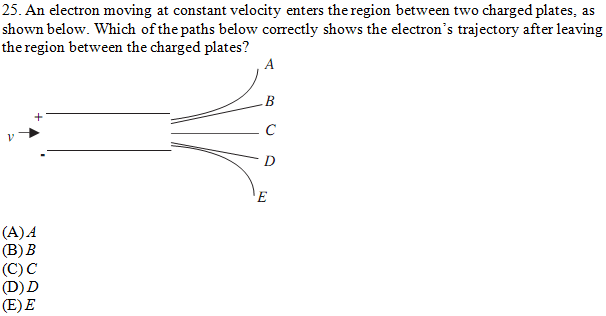 25. An electron moving at constant velocity enters the region between two charged plates, as
shown below. Which of the paths below correctly shows the electron's trajectory after leaving
the region between the charged plates?
A
B
+
C
v
-
D
E
(A) A
(B) B
(C) C
(D) D
(E) E